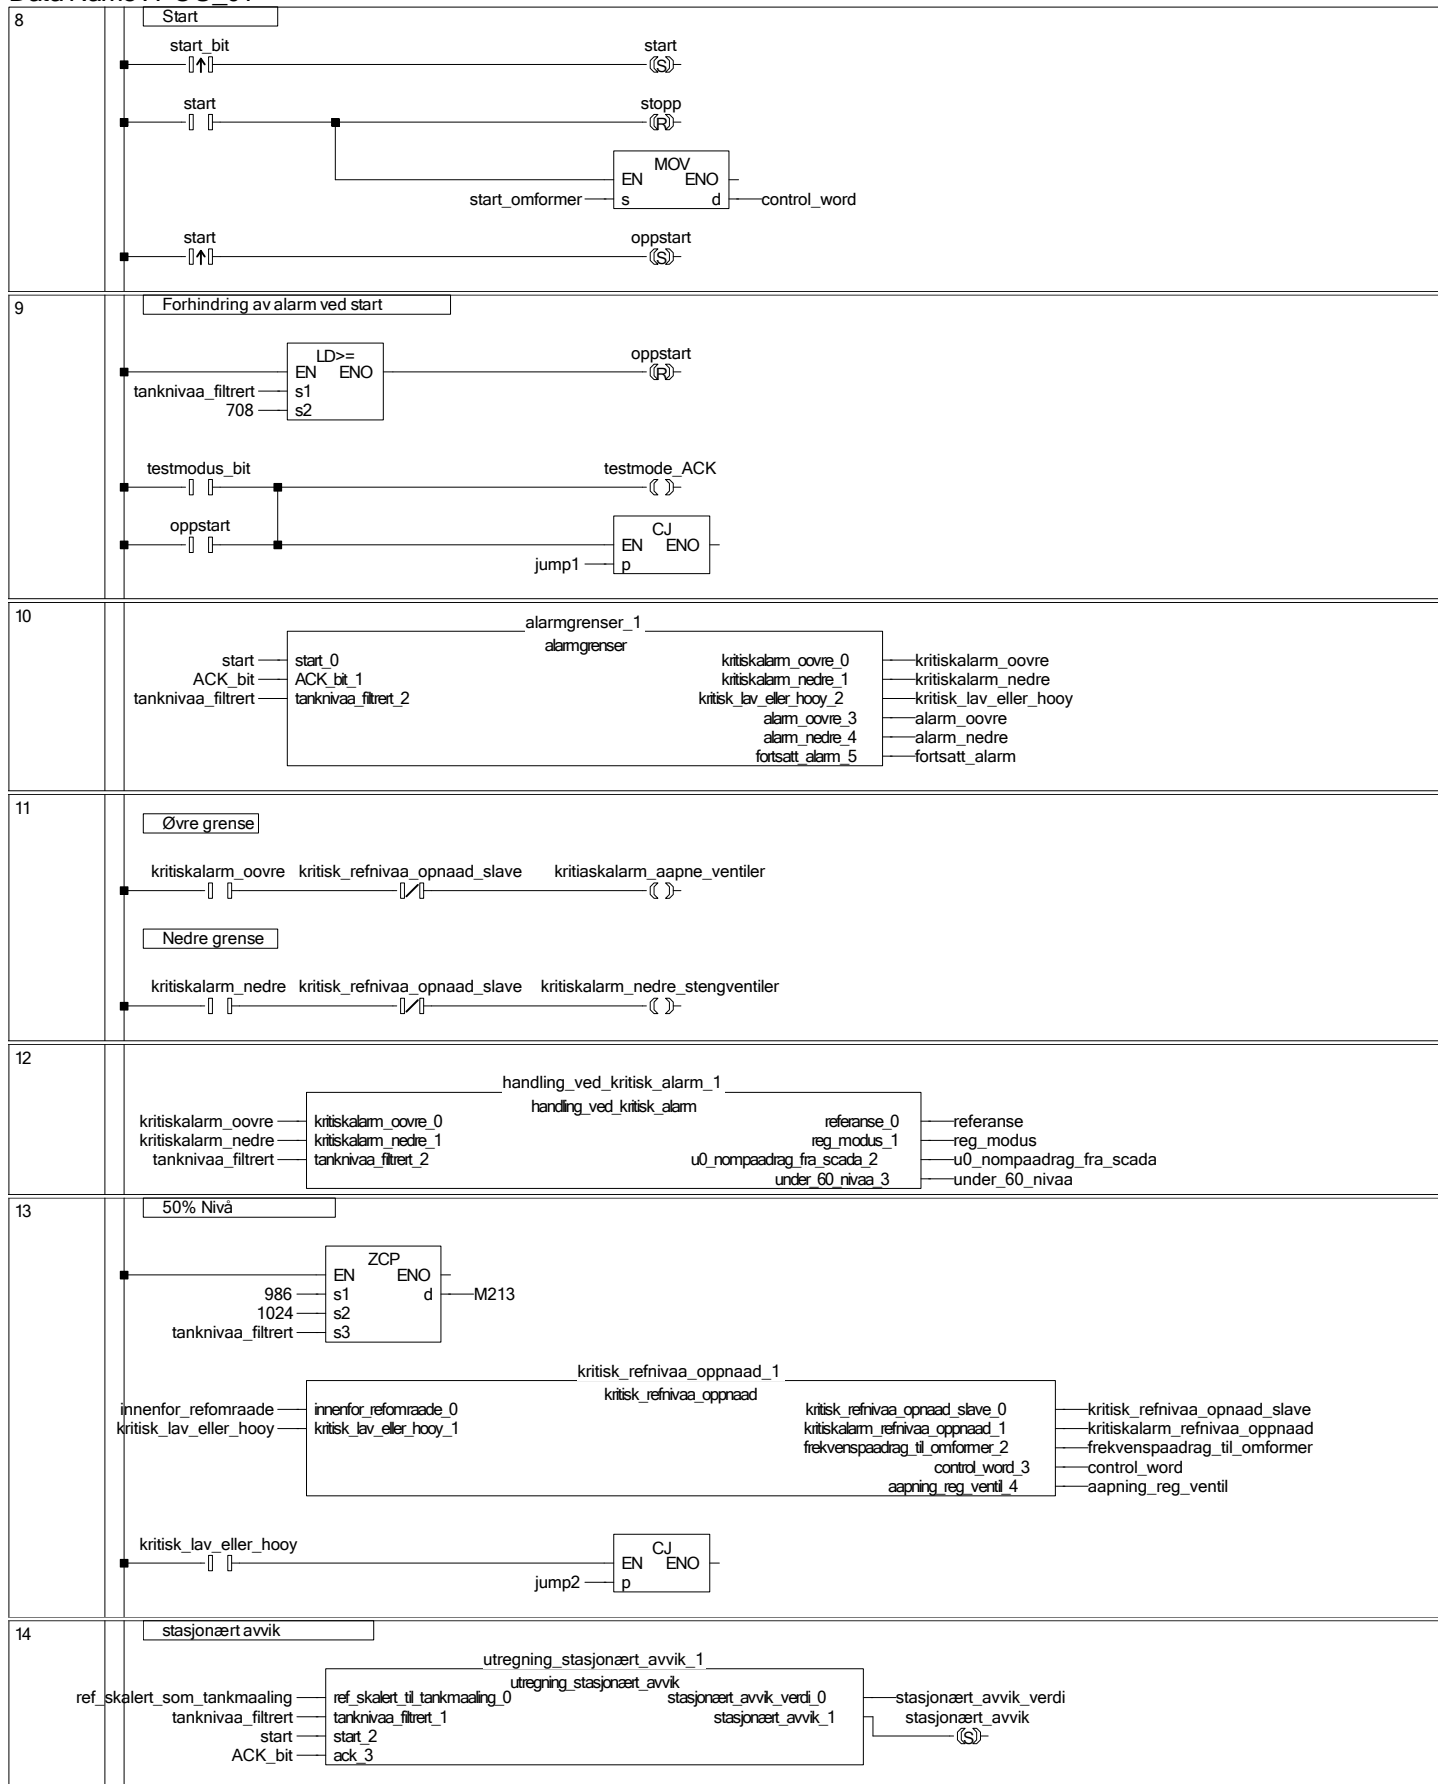 8
Start
start_bit start
S
start stopp
R
MOV
EN ENO
start_omformer s d control_word
start oppstart
S
9
Forhindring av alarm ved start
LD>= oppstart
EN ENO R
tanknivaa_filtrert s1
708 s2
testmodus_bit testmode_ACK
oppstart CJ
EN ENO
jump1 p
10
alarmgrenser_1
alarmgrenser
start start_0 kritiskalarm_oovre_0 kritiskalarm_oovre
ACK_bit ACK_bit_1 kritiskalarm_nedre_1 kritiskalarm_nedre
tanknivaa_filtrert tanknivaa_filtrert_2 kritisk_lav_eller_hooy_2 kritisk_lav_eller_hooy
alarm_oovre_3 alarm_oovre
alarm_nedre_4 alarm_nedre
fortsatt_alarm_5 fortsatt_alarm
11
Øvre grense
kritiskalarm_oovre kritisk_refnivaa_opnaad_slave kritiaskalarm_aapne_ventiler
Nedre grense
kritiskalarm_nedre kritisk_refnivaa_opnaad_slave kritiskalarm_nedre_stengventiler
12
handling_ved_kritisk_alarm_1
handling_ved_kritisk_alarm
kritiskalarm_oovre kritiskalarm_oovre_0 referanse_0 referanse
kritiskalarm_nedre kritiskalarm_nedre_1 reg_modus_1 reg_modus
tanknivaa_filtrert tanknivaa_filtrert_2 u0_nompaadrag_fra_scada_2 u0_nompaadrag_fra_scada
under_60_nivaa_3 under_60_nivaa
13
50% Nivå
ZCP
EN ENO
986 s1 d M213
1024 s2
tanknivaa_filtrert s3
kritisk_refnivaa_oppnaad_1
kritisk_refnivaa_oppnaad
innenfor_refomraade innenfor_refomraade_0 kritisk_refnivaa_opnaad_slave_0 kritisk_refnivaa_opnaad_slave
kritisk_lav_eller_hooy kritisk_lav_eller_hooy_1 kritiskalarm_refnivaa_oppnaad_1 kritiskalarm_refnivaa_oppnaad
frekvenspaadrag_til_omformer_2 frekvenspaadrag_til_omformer
control_word_3 control_word
aapning_reg_ventil_4 aapning_reg_ventil
kritisk_lav_eller_hooy CJ
EN ENO
jump2 p
14
stasjonært avvik
utregning_stasjonært_avvik_1
utregning_stasjonært_avvik
ref_skalert_som_tankmaaling ref_skalert_til_tankmaaling_0 stasjonært_avvik_verdi_0 stasjonært_avvik_verdi
tanknivaa_filtrert tanknivaa_filtrert_1 stasjonært_avvik_1 stasjonært_avvik
start start_2 S
ACK_bit ack_3